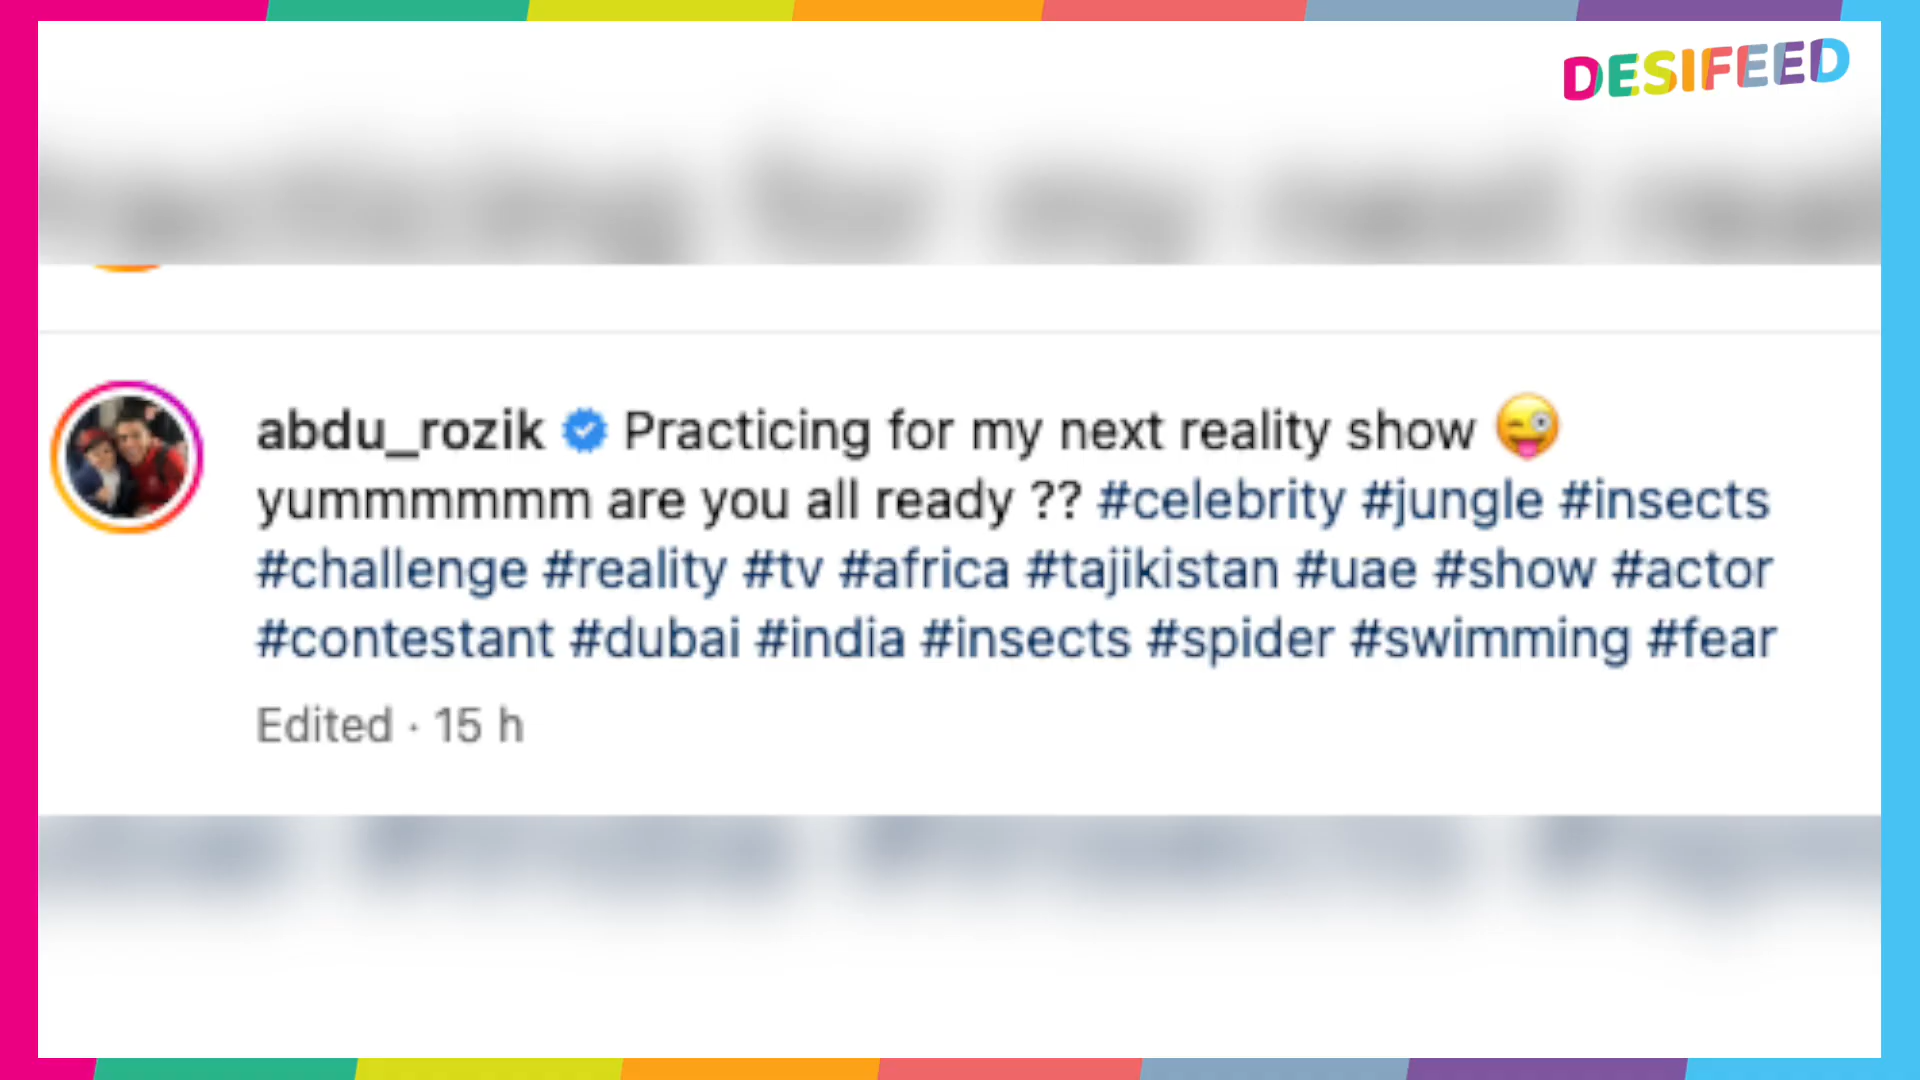 DESIFEED
abdu_rozik Practicing for my next reality show 😜
yummmmmm are you all ready ?? #celebrity #jungle #insects
#challenge #reality #tv #africa #tajikistan #uae #show #actor
#contestant #dubai #india #insects #spider #swimming #fear
Edited · 15 h